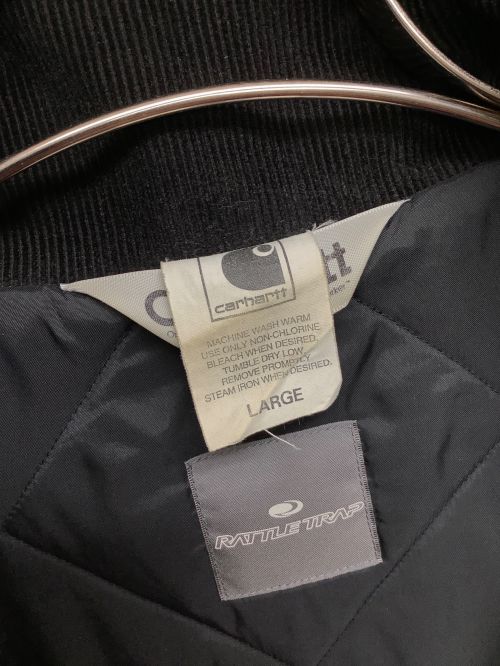 carhartt
MACHINE WASH WARM
USE ONLY NON-CHLORINE
BLEACH WHEN DESIRED.
TUMBLE DRY LOW
REMOVE PROMPTLY
STEAM IRON WHEN DESIRED.
LARGE
RATTLE TRAP